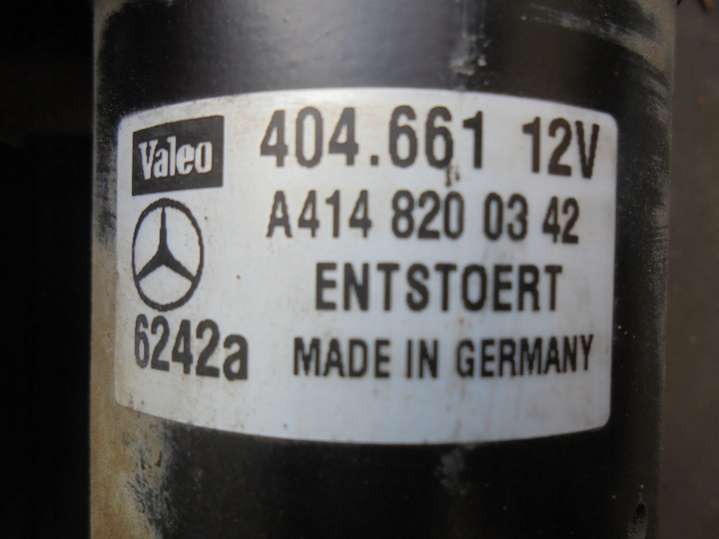 Valeo 404.661 12V
A414 820 03 42
ENTSTOERT
6242a MADE IN GERMANY